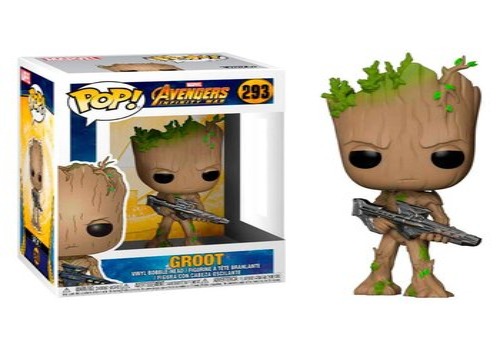 POP!
MARVEL
AVENGERS
INFINITY WAR
293
GROOT
VINYL BOBBLE-HEAD | FIGURINE À TÊTE BRANLANTE
FIGURA CON CABEZA OSCILANTE